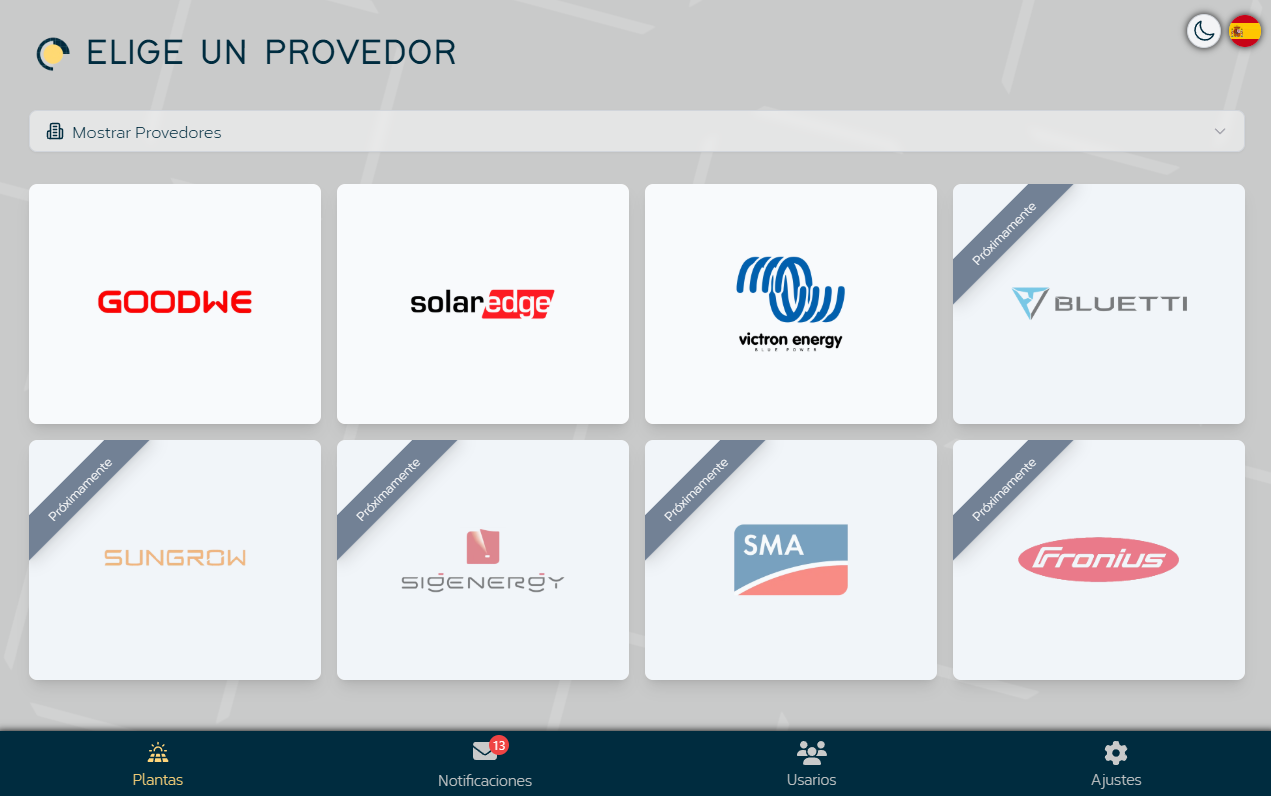 ELIGE UN PROVEDOR
Mostrar Provedores
GOODWE
solaredge
victron energy
BLUE POWER
Próximamente
BLUETTI
Próximamente
SUNGROW
Próximamente
SIGENERGY
Próximamente
SMA
Próximamente
Fronius
Plantas
13
Notificaciones
Usarios
Ajustes